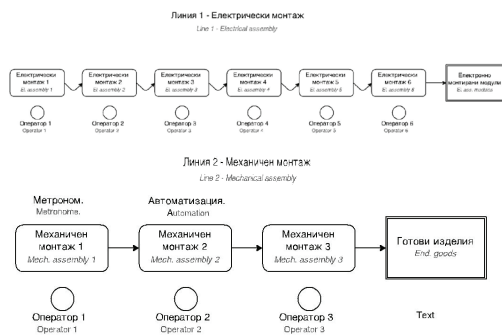 Линия 1 - Електрически монтаж
Line 1 - Electrical assembly
Електрически монтаж 1
El. assembly 1
Електрически монтаж 2
El. assembly 2
Електрически монтаж 3
El. assembly 3
Електрически монтаж 4
El. assembly 4
Електрически монтаж 5
El. assembly 5
Електрически монтаж 6
El. assembly 6
Електронно
монтирани модули
El. ass. modules
Оператор 1
Operator 1
Оператор 2
Operator 2
Оператор 3
Operator 3
Оператор 4
Operator 4
Оператор 5
Operator 5
Оператор 6
Operator 6
Линия 2 - Механичен монтаж
Line 2 - Mechancal assembly
Метроном.
Metronome.
Автоматизация.
Automation
Механичен
монтаж 1
Mech. assembly 1
Механичен
монтаж 2
Mech. assembly 2
Механичен
монтаж 3
Mech. assembly 3
Готови изделия
End. goods
Оператор 1
Operator 1
Оператор 2
Operator 2
Оператор 3
Operator 3
Text